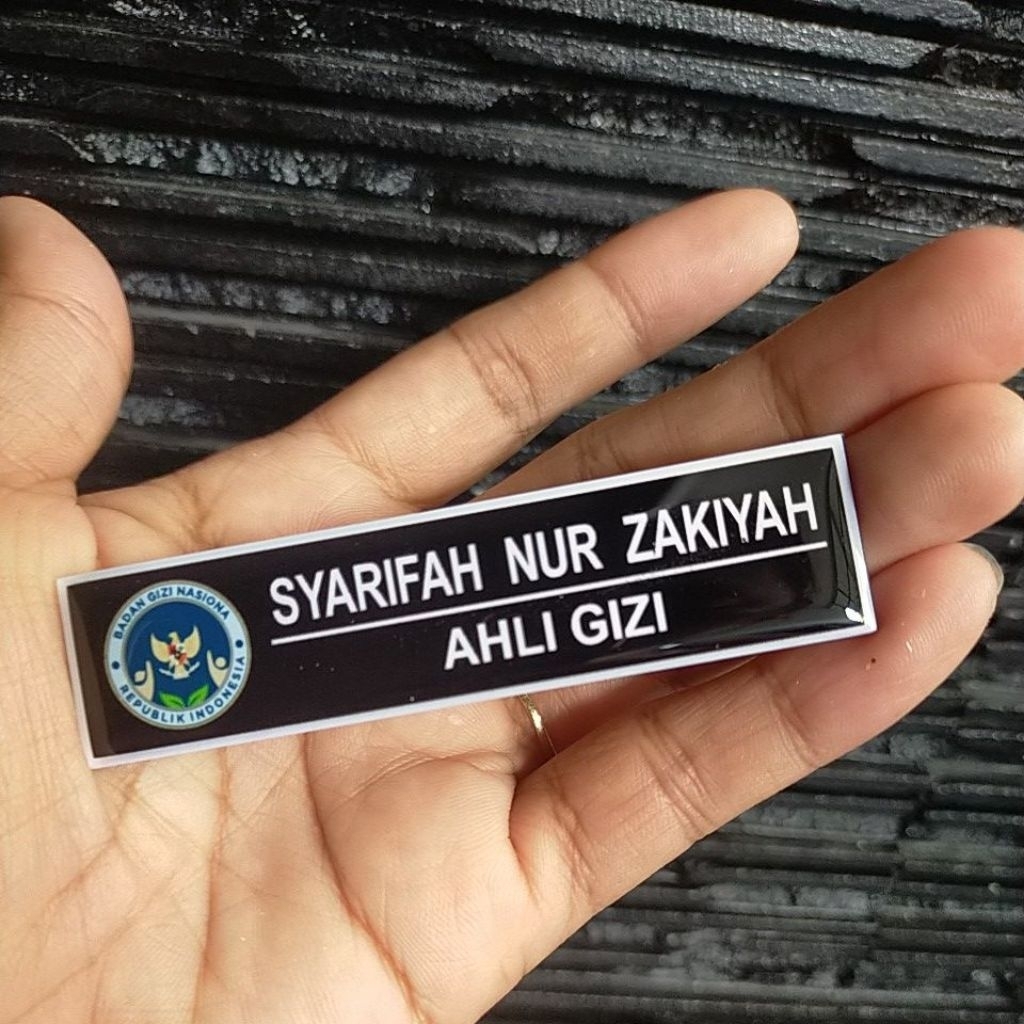 SYARIFAH NUR ZAKIYAH
AHLI GIZI
BADAN GIZI NASIONA
REPUBLIK INDONESIA